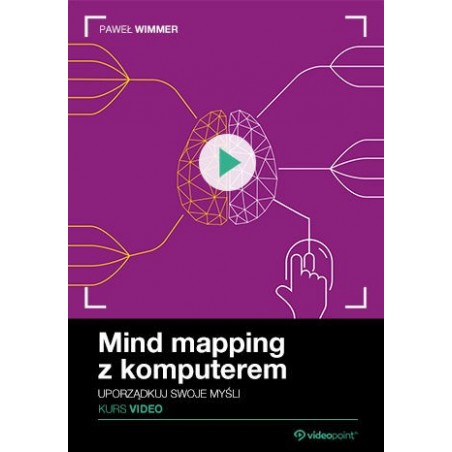 PAWEŁ WIMMER
Mind mapping
z komputerem
UPORZĄDKUJ SWOJE MYŚLI
KURS VIDEO
videopoint